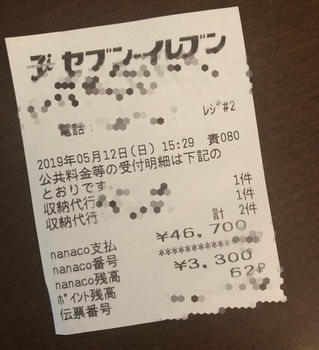 セブン-イレブン
レジ#2
電話:
2019年05月12日(日) 15:29 責080
公共料金等の受付明細は下記の
とおりです。
収納代行 1件
収納代行 1件
計 2件
nanaco支払 ¥46,700
nanaco番号 ************
nanaco残高 ¥3,300
ポイント残高 62P
伝票番号